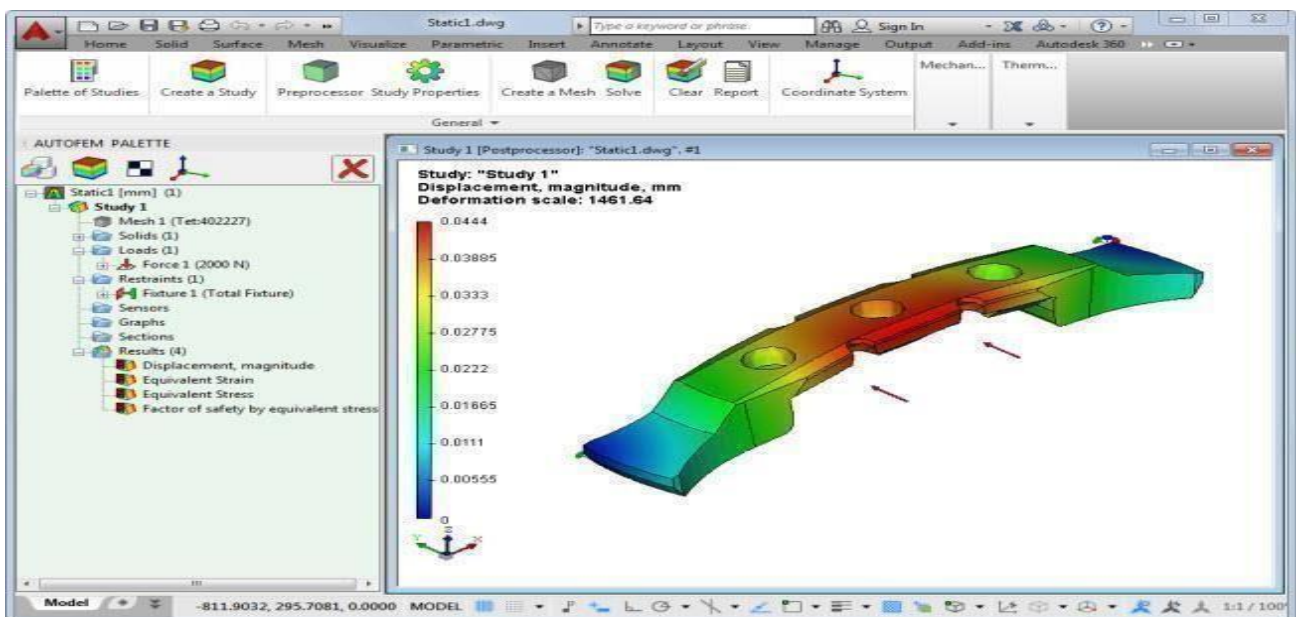 Static1.dwg
Type a keyword or phrase
Sign In
Home Solid Surface Mesh Visualize Parametric Insert Annotate Layout View Manage Output Add-ins Autodesk 360
Palette of Studies Create a Study Preprocessor Study Properties Create a Mesh Solve Clear Report Coordinate System Mechan... Therm...
General
AUTOFEM PALETTE
Static1 [mm] (1)
Study 1
Mesh 1 (Tet:402227)
Solids (1)
Loads (1)
Force 1 (2000 N)
Restraints (1)
Fixture 1 (Total Fixture)
Sensors
Graphs
Sections
Results (4)
Displacement, magnitude
Equivalent Strain
Equivalent Stress
Factor of safety by equivalent stress
Study 1 [Postprocessor]: "Static1.dwg", #1
Study: "Study 1"
Displacement, magnitude, mm
Deformation scale: 1461.64
0.0444
0.03885
0.0333
0.02775
0.0222
0.01665
0.0111
0.00555
0
Z
Y X
Model -811.9032, 295.7081, 0.0000 MODEL 1:1 / 100%